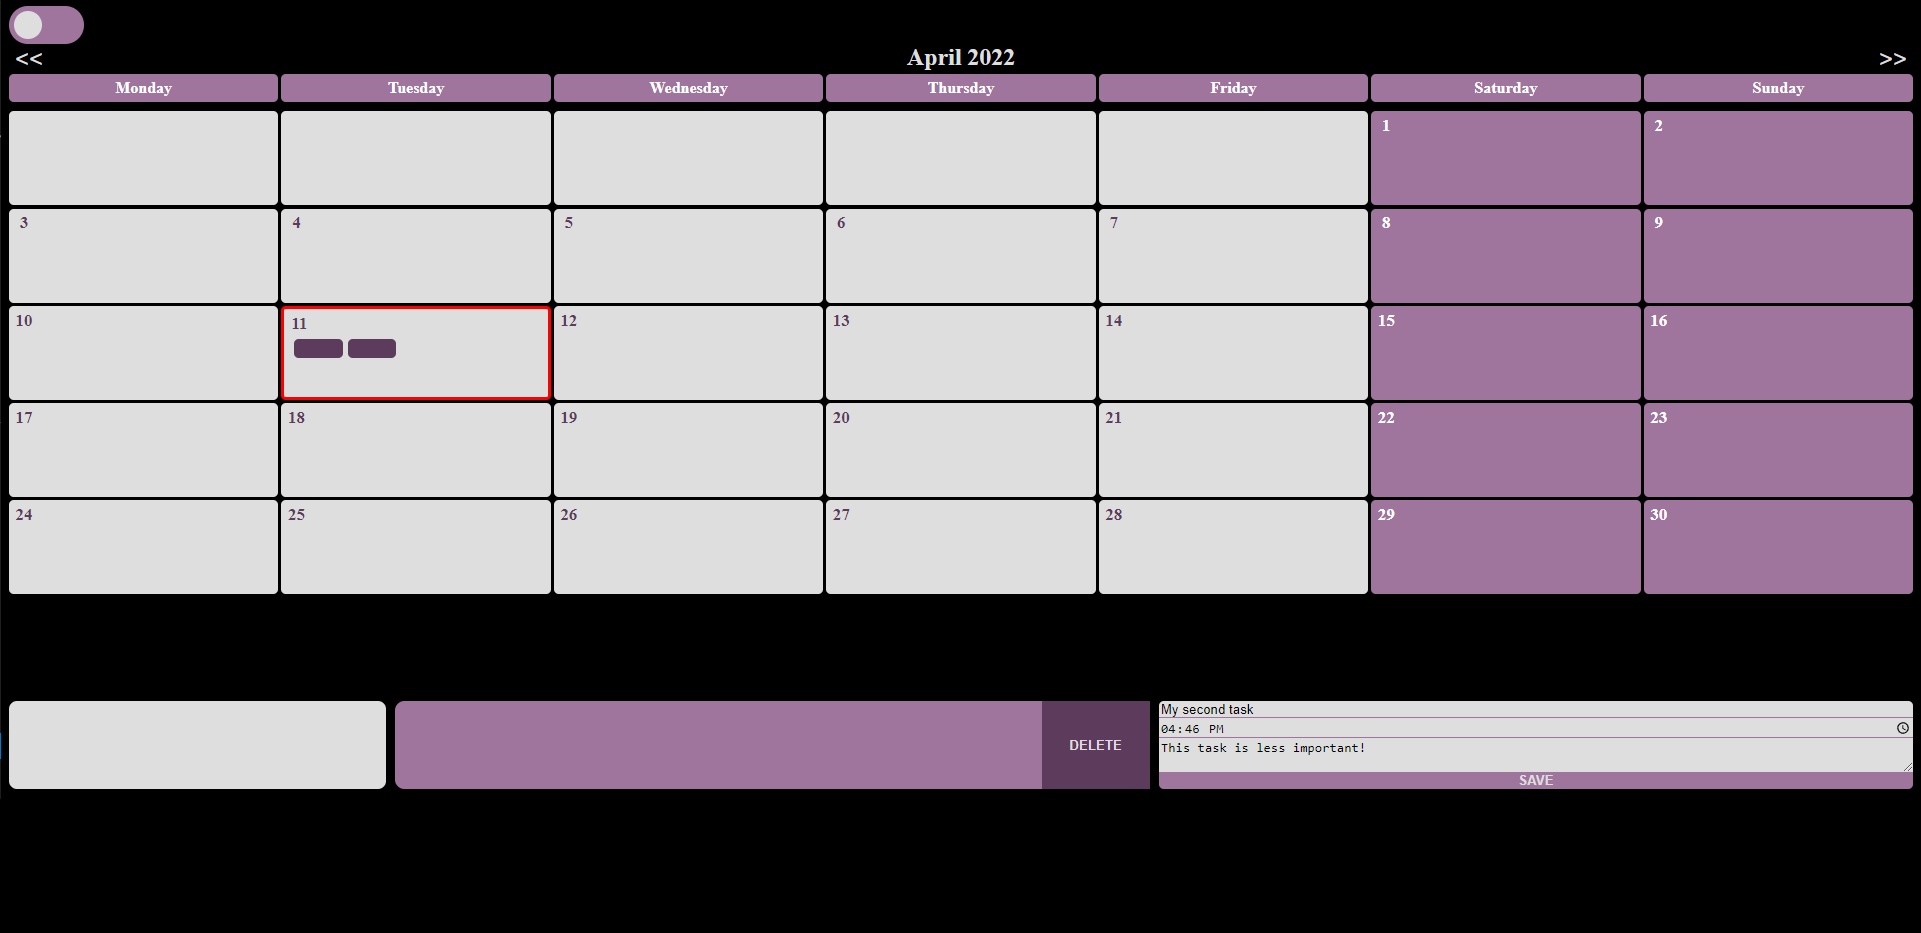 << April 2022 >>
Monday Tuesday Wednesday Thursday Friday Saturday Sunday
1 2
3 4 5 6 7 8 9
10 11 12 13 14 15 16
17 18 19 20 21 22 23
24 25 26 27 28 29 30
My second task
04:46 PM
This task is less important!
DELETE
SAVE